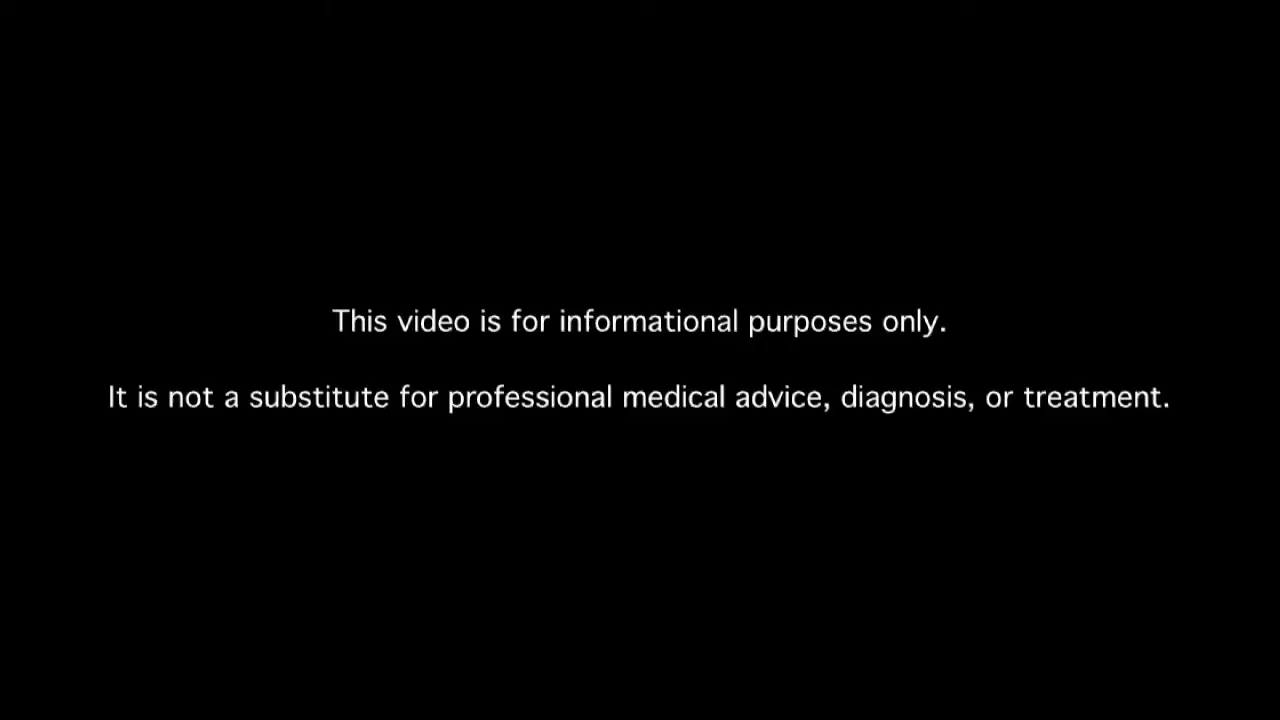 This video is for informational purposes only.
It is not a substitute for professional medical advice, diagnosis, or treatment.